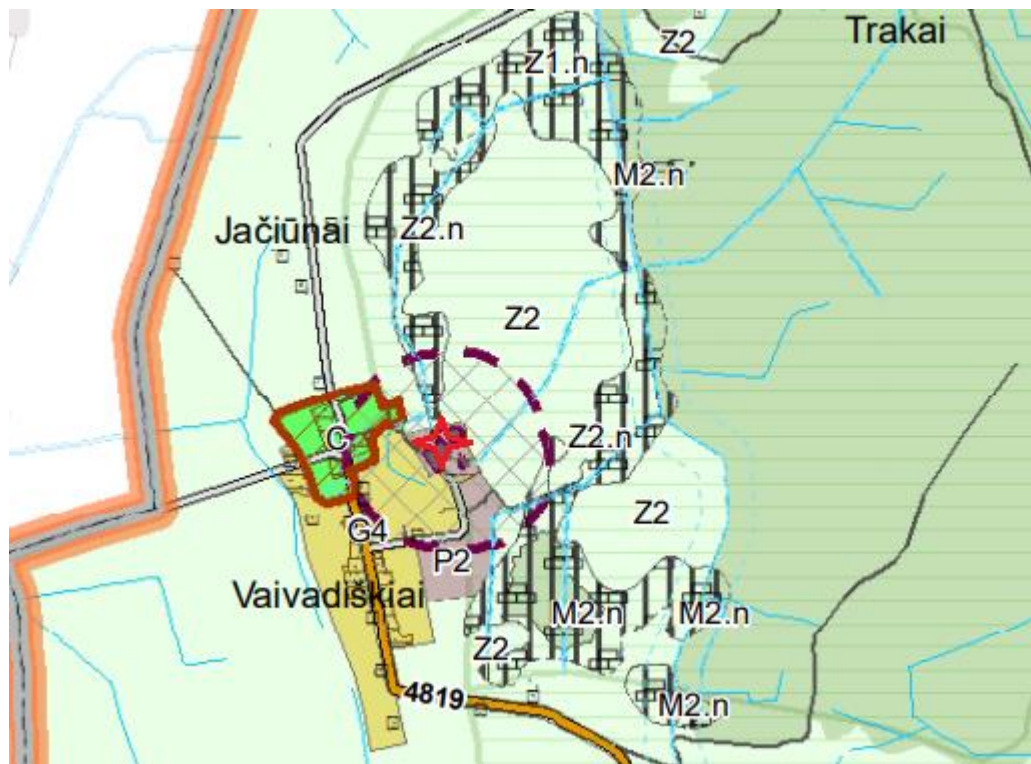 Trakai
Z2
Z1.n
M2.n
Jačiūnai
Z2.n
Z2
C
Z2.n
Z2
G4
P2
Vaivadiškiai
M2.n
M2.n
Z2
4819
M2.n